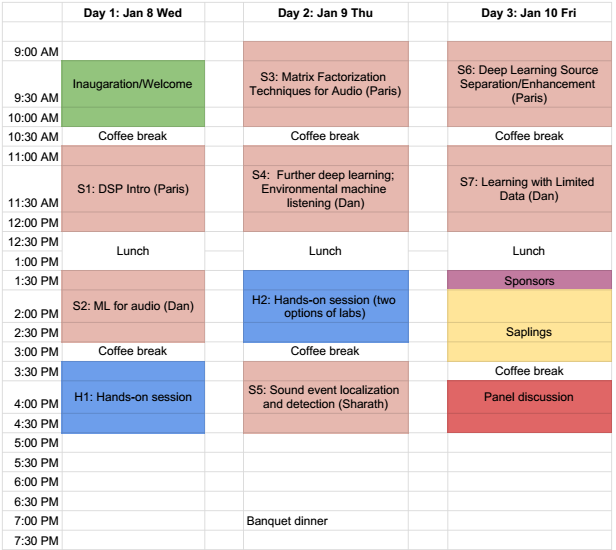 Day 1: Jan 8 Wed Day 2: Jan 9 Thu Day 3: Jan 10 Fri
9:00 AM
Inaugaration/Welcome
S3: Matrix Factorization
Techniques for Audio (Paris)
S6: Deep Learning Source
Separation/Enhancement
(Paris)
9:30 AM
10:00 AM
10:30 AM Coffee break Coffee break Coffee break
11:00 AM
S1: DSP Intro (Paris)
S4: Further deep learning;
Environmental machine
listening (Dan)
S7: Learning with Limited
Data (Dan)
11:30 AM
12:00 PM
12:30 PM
Lunch Lunch Lunch
1:00 PM
1:30 PM Sponsors
S2: ML for audio (Dan)
H2: Hands-on session (two
options of labs)
2:00 PM
Saplings
2:30 PM
3:00 PM Coffee break Coffee break
3:30 PM Coffee break
H1: Hands-on session
S5: Sound event localization
and detection (Sharath)
Panel discussion
4:00 PM
4:30 PM
5:00 PM
5:30 PM
6:00 PM
6:30 PM
7:00 PM Banquet dinner
7:30 PM